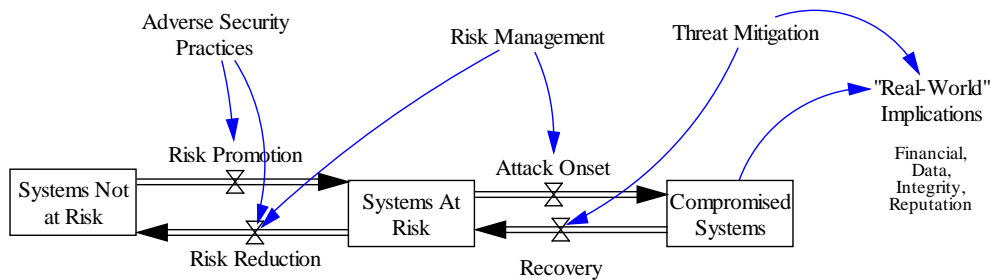 Adverse Security
Practices
Risk Management
Threat Mitigation
"Real-World"
Implications
Financial,
Data,
Integrity,
Reputation
Risk Promotion
Attack Onset
Systems Not
at Risk
Systems At
Risk
Compromised
Systems
Risk Reduction
Recovery